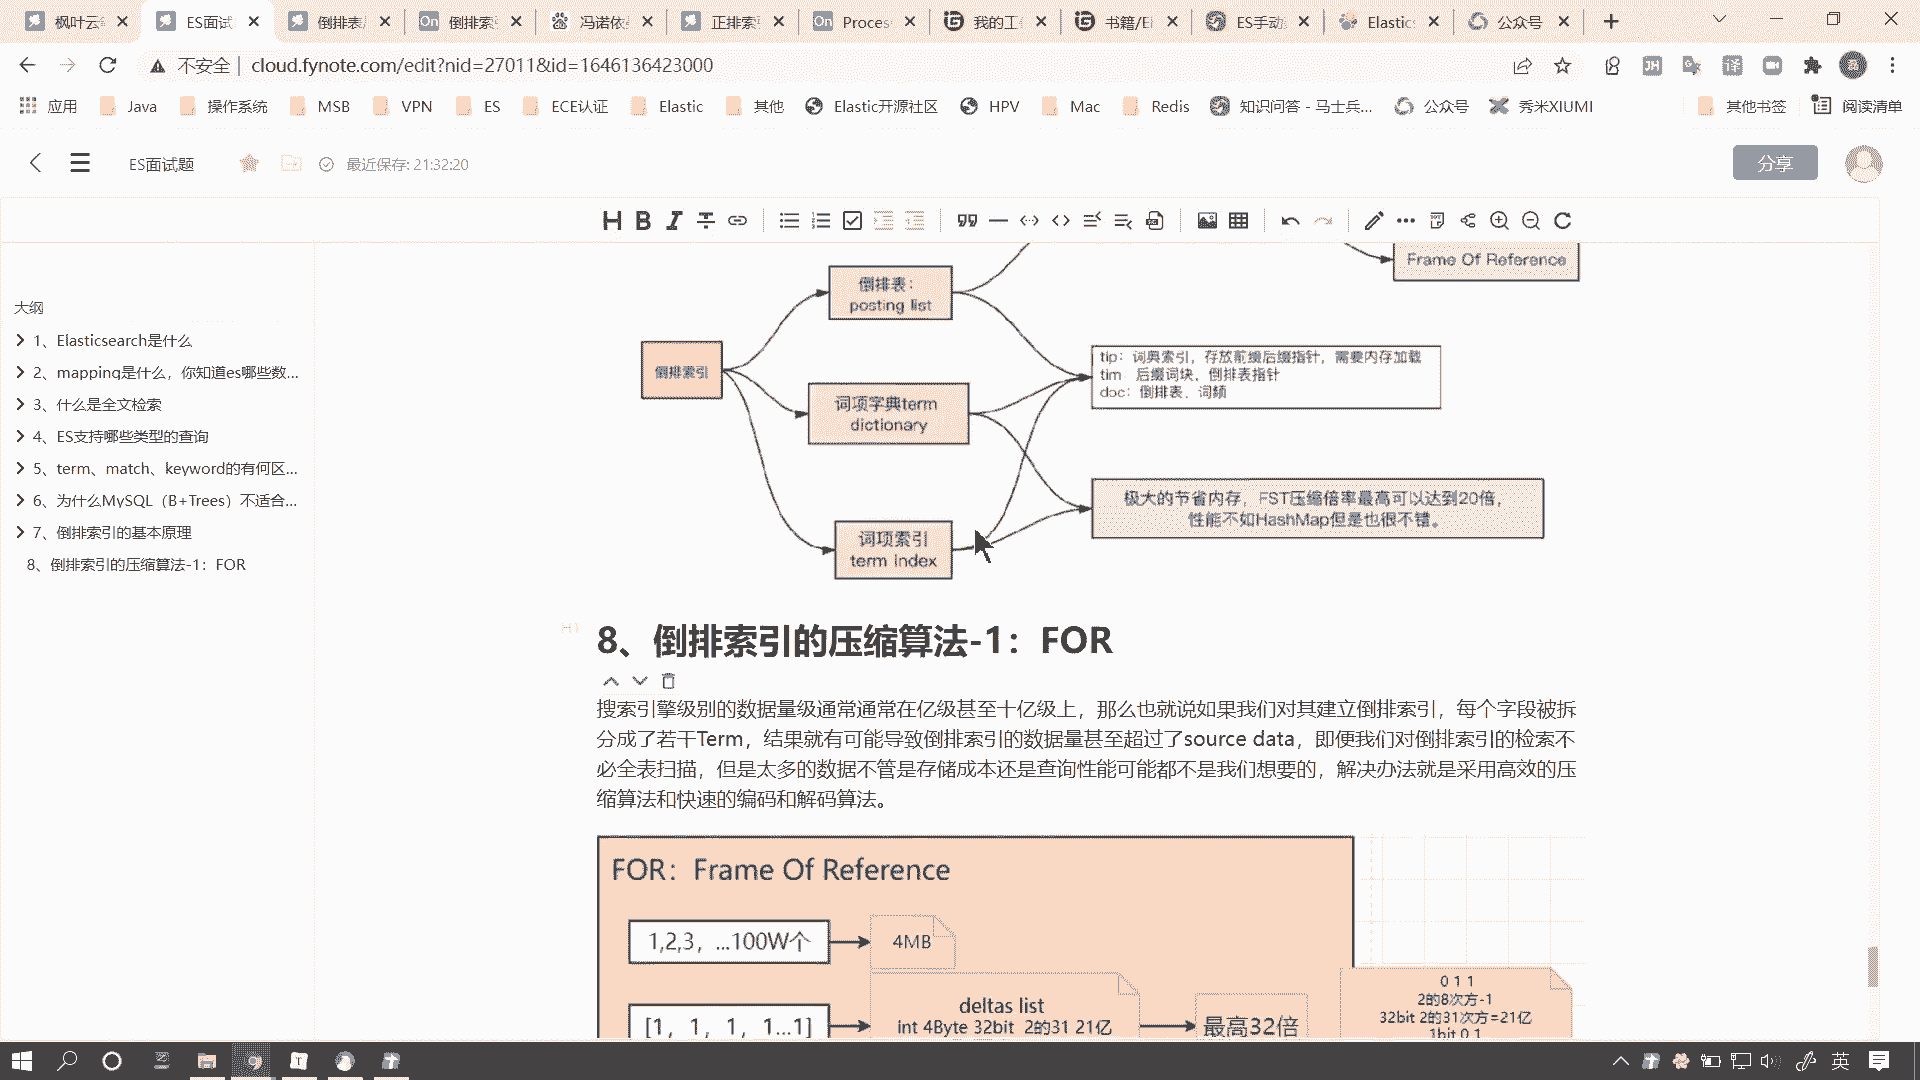 枫叶云
ES面试
倒排表
倒排索
冯诺依
正排索
Proces
我的工
书籍/E
ES手动
Elastic
公众号
不安全
cloud.fynote.com/edit?nid=27011&id=1646136423000
应用
Java
操作系统
MSB
VPN
ES
ECE认证
Elastic
其他
Elastic开源社区
HPV
Mac
Redis
知识问答 - 马士兵...
公众号
秀米XIUMI
其他书签
阅读清单
ES面试题
最近保存: 21:32:20
分享
大纲
1、Elasticsearch是什么
2、mapping是什么，你知道es哪些数...
3、什么是全文检索
4、ES支持哪些类型的查询
5、term、match、keyword的有何区...
6、为什么MySQL（B+Trees）不适合...
7、倒排索引的基本原理
8、倒排索引的压缩算法-1：FOR
Frame Of Reference
倒排表：
posting list
倒排索引
tip：词典索引，存放前缀后缀指针，需要内存加载
tim 后缀词块，倒排表指针
doc：倒排表、词频
词项字典term
dictionary
极大的节省内存，FST压缩倍率最高可以达到20倍，
性能不如HashMap但是也很不错。
词项索引
term index
H1
8、倒排索引的压缩算法-1：FOR
搜索引擎级别的数据量级通常通常在亿级甚至十亿级上，那么也就说如果我们对其建立倒排索引，每个字段被拆
分成了若干Term，结果就有可能导致倒排索引的数据量甚至超过了source data，即便我们对倒排索引的检索不
必全表扫描，但是太多的数据不管是存储成本还是查询性能可能都不是我们想要的，解决办法就是采用高效的压
缩算法和快速的编码和解码算法。
FOR：Frame Of Reference
1,2,3，...100W个
4MB
[1，1，1，1...1]
deltas list
int 4Byte 32bit 2的31 21亿
最高32倍
0 1 1
2的8次方-1
32bit 2的31次方=21亿
1bit 0 1
英